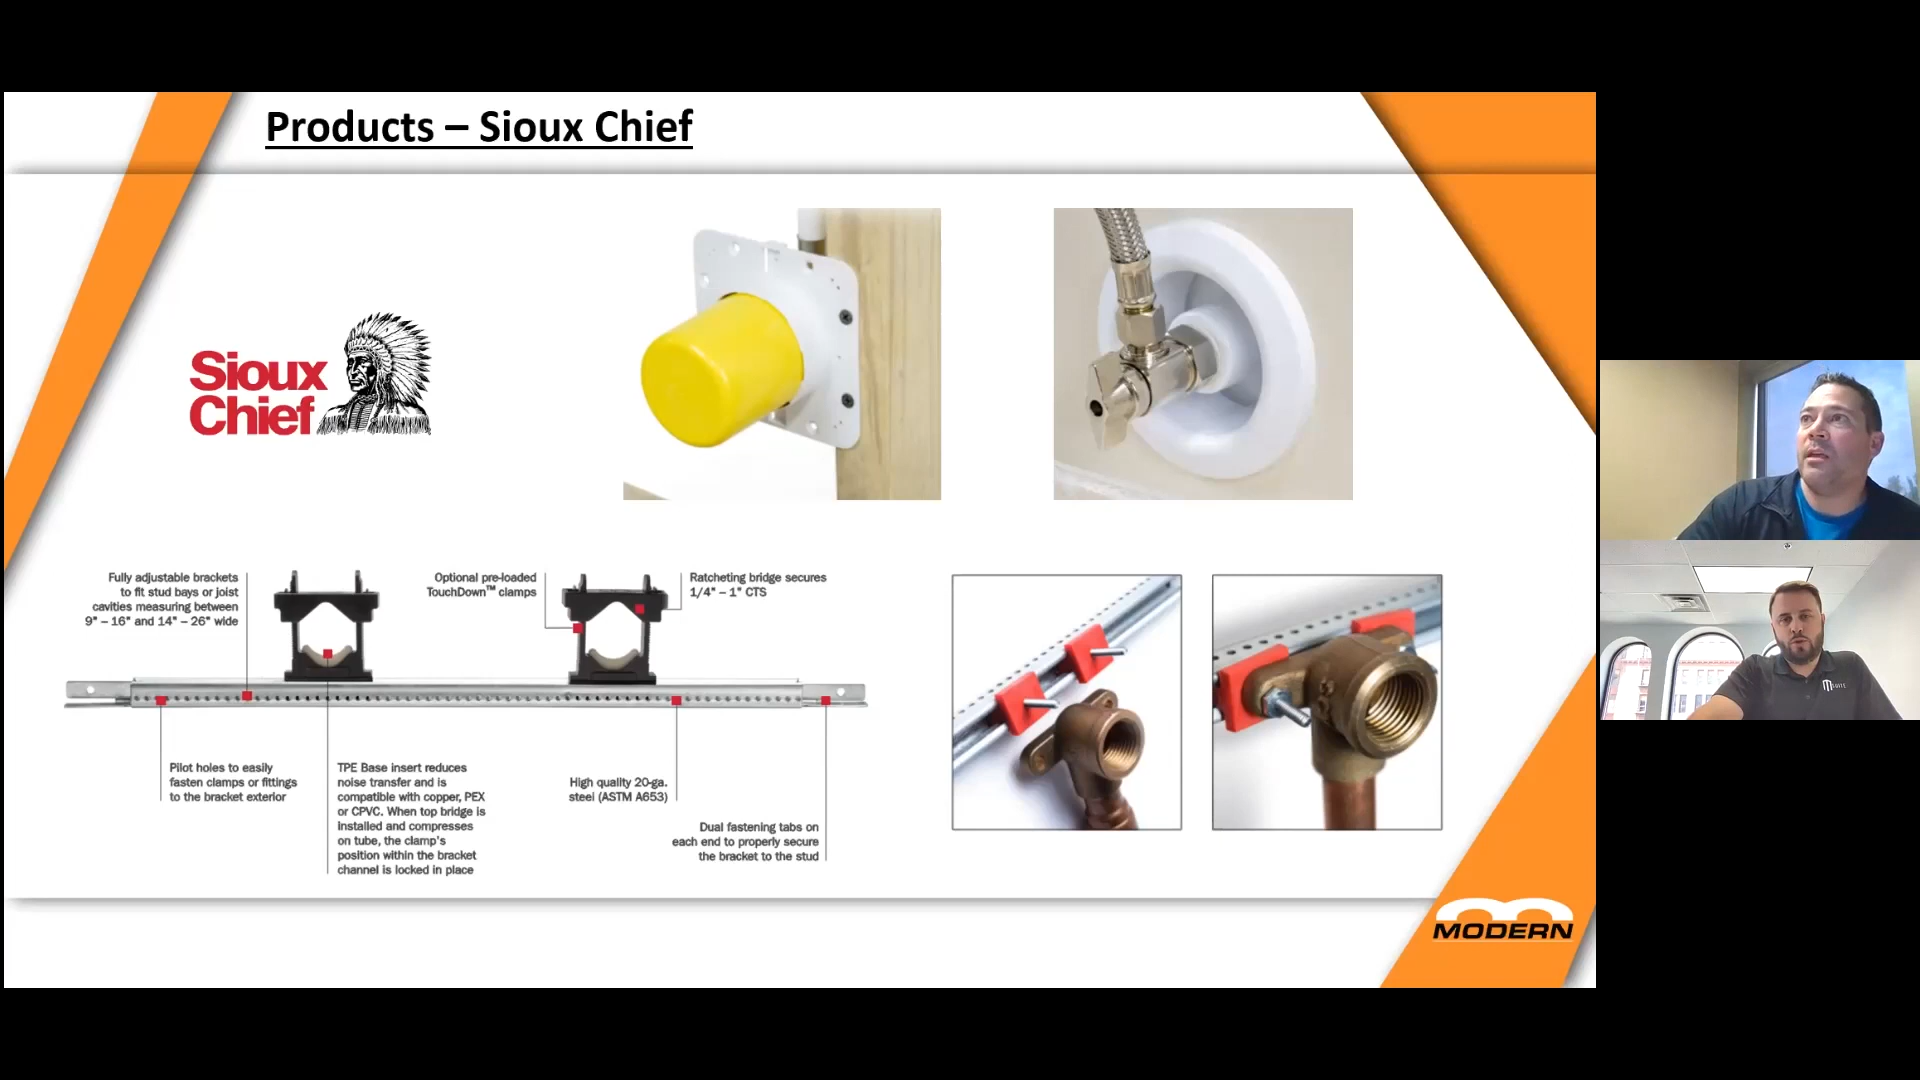 Products – Sioux Chief
Sioux
Chief
Fully adjustable brackets
to fit stud bays or joist
cavities measuring between
9" – 16" and 14" – 26" wide
Optional pre-loaded
TouchDown™ clamps
Ratcheting bridge secures
1/4" – 1" CTS
Pilot holes to easily
fasten clamps or fittings
to the bracket exterior
TPE Base insert reduces
noise transfer and is
compatible with copper, PEX
or CPVC. When top bridge is
installed and compresses
on tube, the clamp's
position within the bracket
channel is locked in place
High quality 20-ga.
steel (ASTM A653)
Dual fastening tabs on
each end to properly secure
the bracket to the stud
MODERN